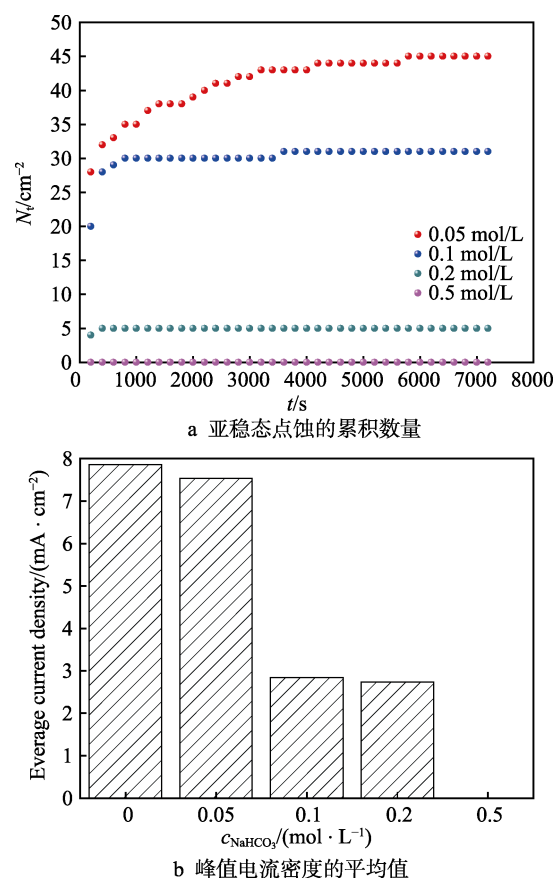 50
45
40
35
30
25
20
15
10
5
0
Nt/cm−2
0.05 mol/L
0.1 mol/L
0.2 mol/L
0.5 mol/L
0 1000 2000 3000 4000 5000 6000 7000 8000
t/s
a 亚稳态点蚀的累积数量
8
7
6
5
4
3
2
1
0
Everage current density/(mA · cm−2)
0 0.05 0.1 0.2 0.5
cNaHCO3/(mol · L−1)
b 峰值电流密度的平均值